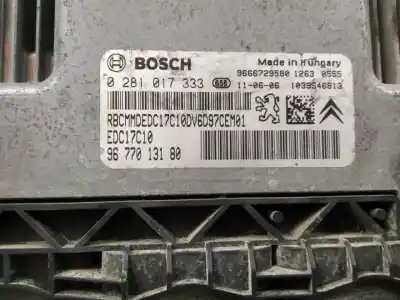 BOSCH
Made in Hungary
9666729580 1263 0555
0 281 017 333 658 11-06-06 1039S46813
RBCMMDEDC17C10DV6D97CEM01
EDC17C10
96 770 131 80